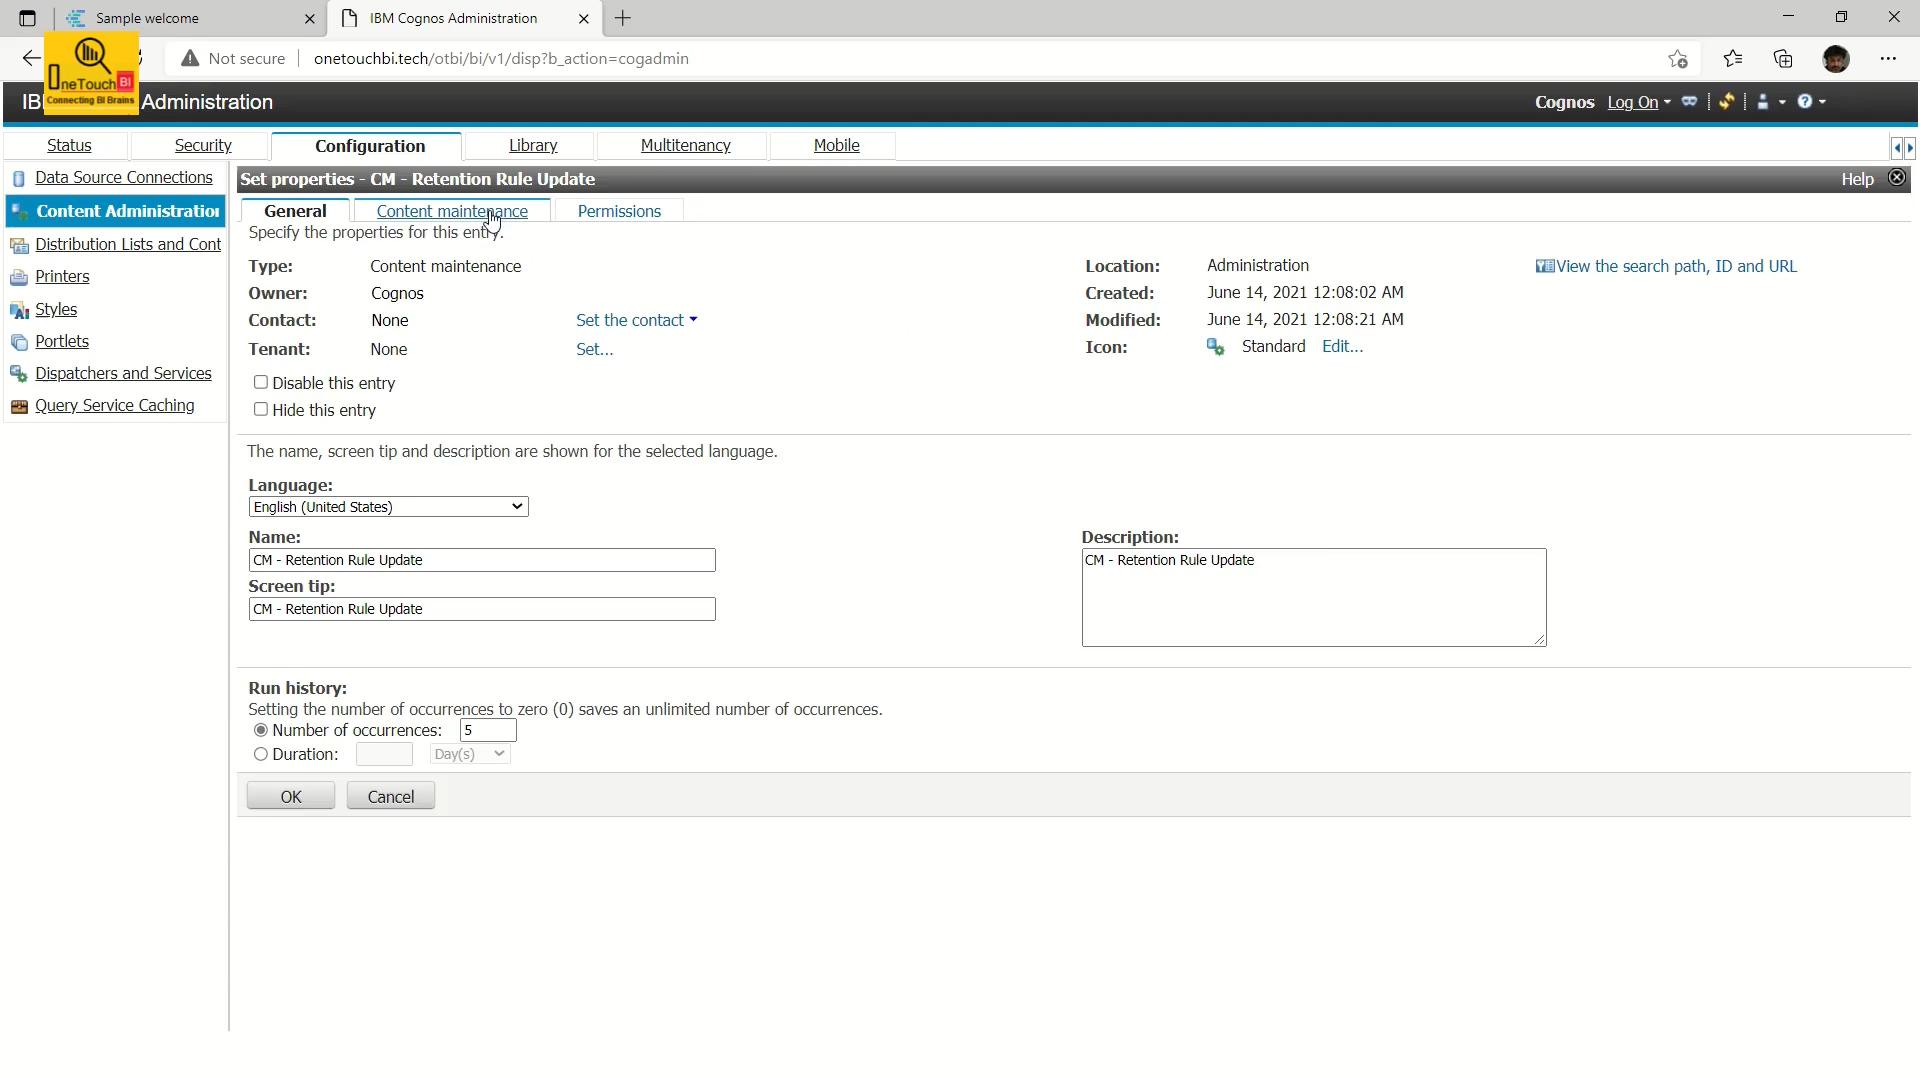 Sample welcome
IBM Cognos Administration
Not secure
onetouchbi.tech/otbi/bi/v1/disp?b_action=cogadmin
OneTouch BI
Connecting BI Brains
IB
Administration
Cognos Log On
Status Security Configuration Library Multitenancy Mobile
Data Source Connections
Content Administration
Distribution Lists and Cont
Printers
Styles
Portlets
Dispatchers and Services
Query Service Caching
Set properties - CM - Retention Rule Update
Help
General Content maintenance Permissions
Specify the properties for this entry.
Type: Content maintenance
Owner: Cognos
Contact: None Set the contact
Tenant: None Set...
Location: Administration
Created: June 14, 2021 12:08:02 AM
Modified: June 14, 2021 12:08:21 AM
Icon: Standard Edit...
View the search path, ID and URL
Disable this entry
Hide this entry
The name, screen tip and description are shown for the selected language.
Language:
English (United States)
Name:
CM - Retention Rule Update
Screen tip:
CM - Retention Rule Update
Description:
CM - Retention Rule Update
Run history:
Setting the number of occurrences to zero (0) saves an unlimited number of occurrences.
Number of occurrences: 5
Duration: Day(s)
OK Cancel